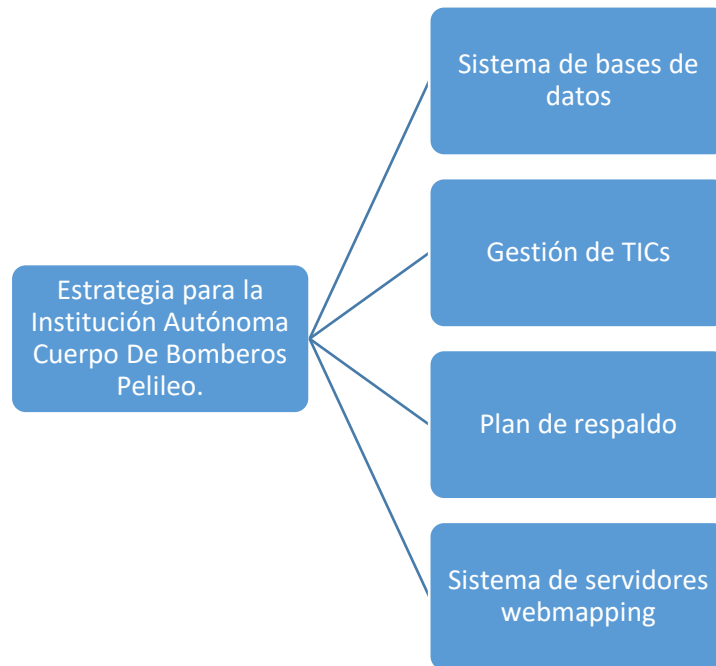 Sistema de bases de
datos
Gestión de TICs
Estrategia para la
Institución Autónoma
Cuerpo De Bomberos
Pelileo.
Plan de respaldo
Sistema de servidores
webmapping